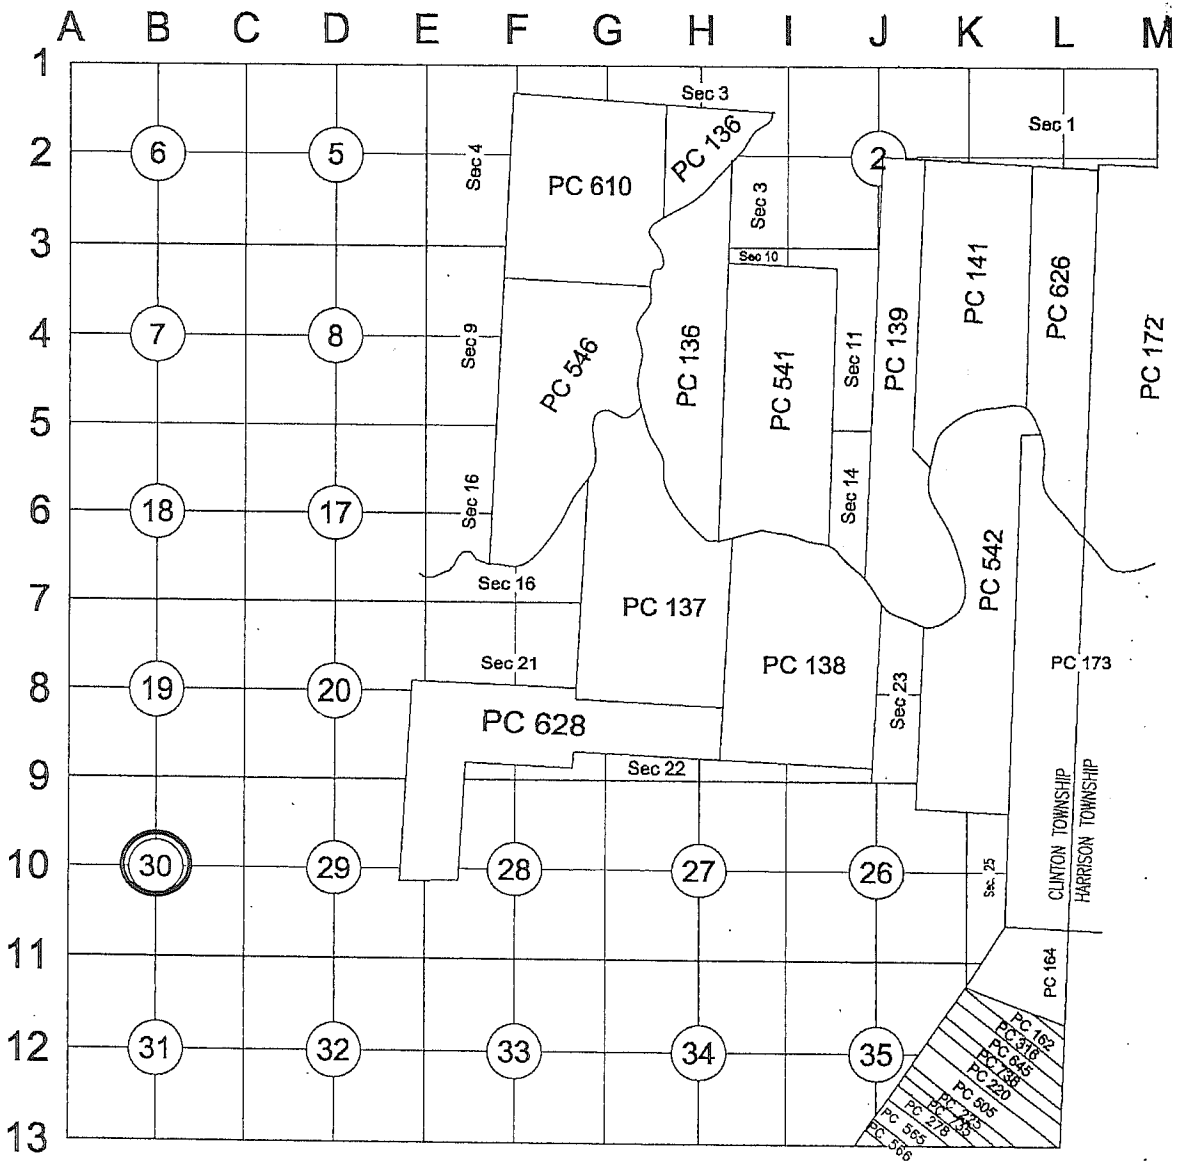 A B C D E F G H I J K L M
1
Sec 3
Sec 1
2
6
5
Sec 4
PC 610
PC 136
2
Sec 3
3
Sec 10
PC 141
PC 626
4
7
8
Sec 9
PC 546
PC 136
PC 541
Sec 11
PC 139
PC 172
5
6
18
17
Sec 16
Sec 14
PC 542
7
Sec 16
PC 137
8
19
20
Sec 21
PC 138
Sec 23
PC 173
PC 628
9
Sec 22
CLINTON TOWNSHIP
HARRISON TOWNSHIP
10
30
29
28
27
26
Sec. 25
11
PC 164
12
31
32
33
34
35
PC 162
PC 316
PC 645
PC 738
PC 220
PC 505
PC
PC
PC 278
PC 565
PC 566
13